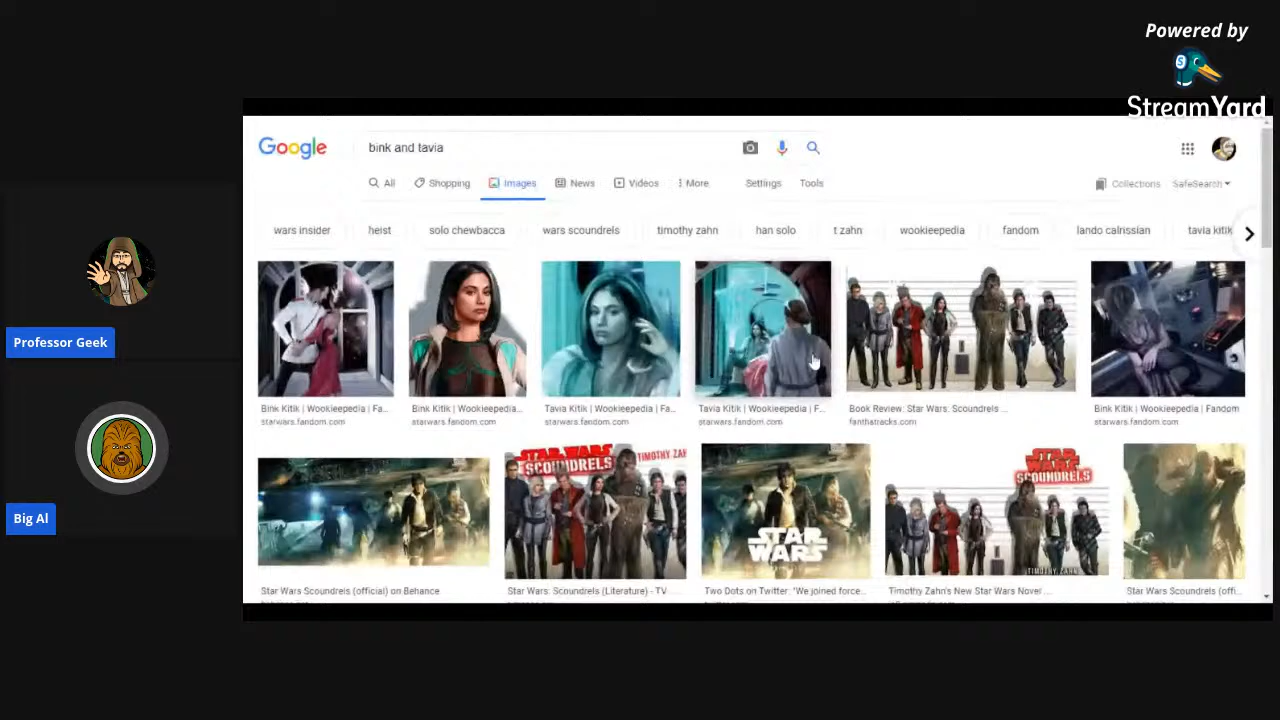 Powered by
StreamYard
Google
bink and tavia
All
Shopping
Images
News
Videos
More
Settings
Tools
Collections
SafeSearch
wars insider
heist
solo chewbacca
wars scoundrels
timothy zahn
han solo
t zahn
wookieepedia
fandom
lando calrissian
tavia kitik
Bink Kitik | Wookieepedia | Fa...
starwars.fandom.com
Bink Kitik | Wookieepedia...
starwars.fandom.com
Tavia Kitik | Wookieepedia | Fa...
starwars.fandom.com
Tavia Kitik | Wookieepedia | F...
starwars.fandom.com
Book Review: Star Wars: Scoundrels ...
fanthatracks.com
Bink Kitik | Wookieepedia | Fandom
starwars.fandom.com
STAR WARS
SCOUNDRELS
TIMOTHY ZAH
STAR
WARS
STAR
WARS
SCOUNDRELS
TIMOTHY ZAHN
Star Wars Scoundrels (official) on Behance
Star Wars: Scoundrels (Literature) - TV
Two Dots on Twitter: "We joined force...
Timothy Zahn's New Star Wars Novel ...
Star Wars Scoundrels (offi...
Professor Geek
Big Al